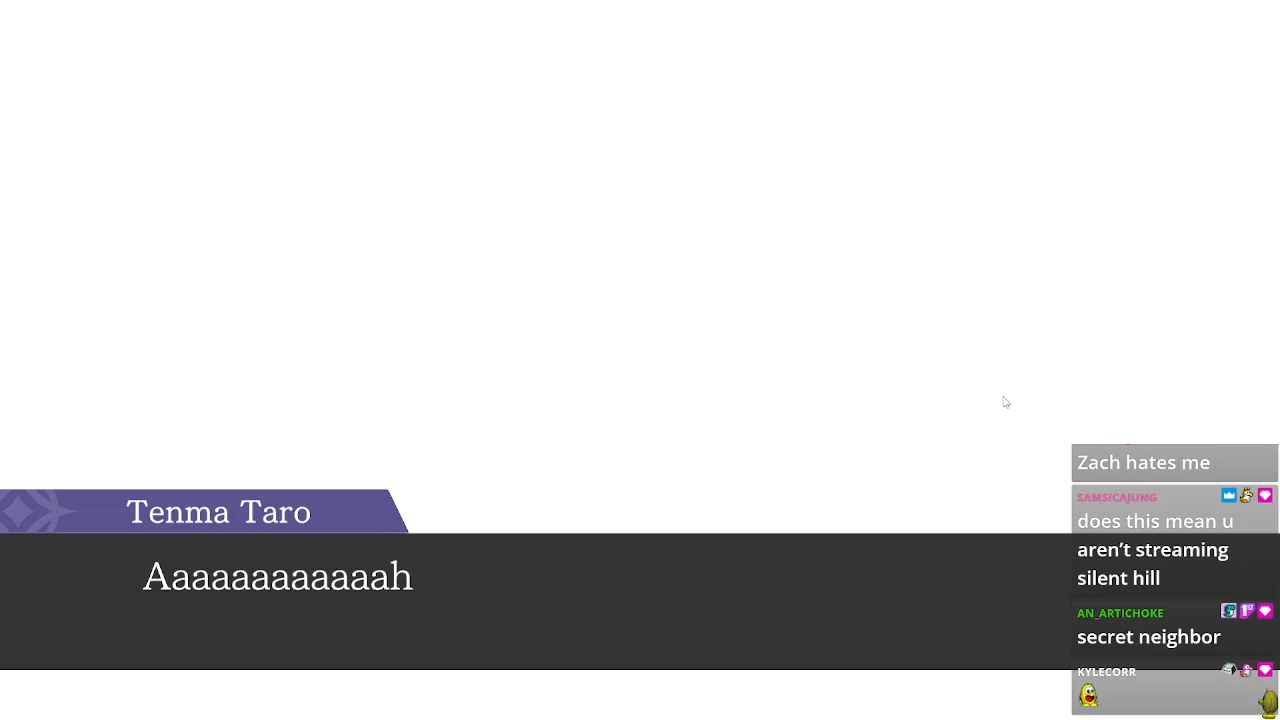 Zach hates me
SAMSICAJUNG
does this mean u
aren't streaming
silent hill
Tenma Taro
Aaaaaaaaaaaah
AN_ARTICHOKE
secret neighbor
KYLECORR